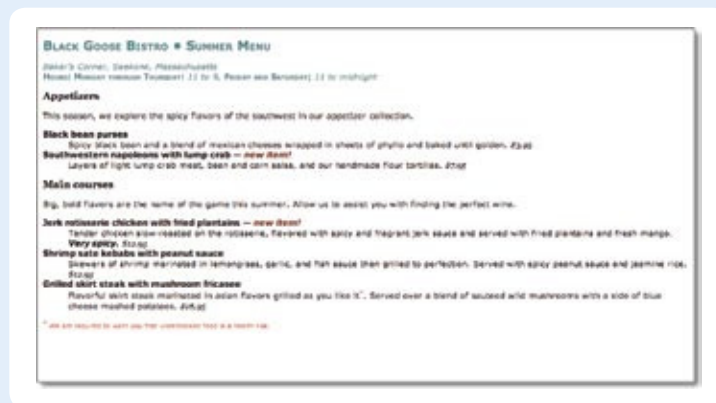 BLACK GOOSE BISTRO • SUMMER MENU
Baker's Corner, Seekonk, Massachusetts
HOURS: MONDAY THROUGH THURSDAY: 11 to 9, FRIDAY AND SATURDAY; 11 to midnight
Appetizers
This season, we explore the spicy flavors of the southwest in our appetizer collection.
Black bean purses
Spicy black bean and a blend of mexican cheeses wrapped in sheets of phyllo and baked until golden. $3.95
Southwestern napoleons with lump crab — new item!
Layers of light lump crab meat, bean and corn salsa, and our handmade flour tortillas. $7.95
Main courses
Big, bold flavors are the name of the game this summer. Allow us to assist you with finding the perfect wine.
Jerk rotisserie chicken with fried plantains — new item!
Tender chicken slow-roasted on the rotisserie, flavored with spicy and fragrant jerk sauce and served with fried plantains and fresh mango.
Very spicy. $12.95
Shrimp sate kebabs with peanut sauce
Skewers of shrimp marinated in lemongrass, garlic, and fish sauce then grilled to perfection. Served with spicy peanut sauce and jasmine rice.
$12.95
Grilled skirt steak with mushroom fricasee
Flavorful skirt steak marinated in asian flavors grilled as you like it*. Served over a blend of sauteed wild mushrooms with a side of blue
cheese mashed potatoes. $16.95
* We are required to warn you that undercooked food is a health risk.